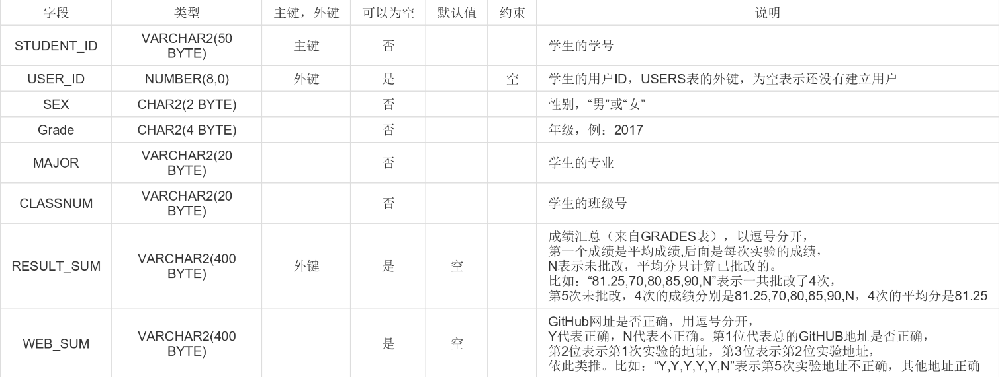 字段 类型 主键，外键 可以为空 默认值 约束 说明
STUDENT_ID VARCHAR2(50 BYTE) 主键 否 学生的学号
USER_ID NUMBER(8,0) 外键 是 空 学生的用户ID，USERS表的外键，为空表示还没有建立用户
SEX CHAR2(2 BYTE) 否 性别，“男”或“女”
Grade CHAR2(4 BYTE) 否 年级，例：2017
MAJOR VARCHAR2(20 BYTE) 否 学生的专业
CLASSNUM VARCHAR2(20 BYTE) 否 学生的班级号
RESULT_SUM VARCHAR2(400 BYTE) 外键 是 空 成绩汇总（来自GRADES表），以逗号分开，
第一个成绩是平均成绩,后面是每次实验的成绩，
N表示未批改，平均分只计算已批改的。
比如：“81.25,70,80,85,90,N”表示一共批改了4次，
第5次未批改，4次的成绩分别是81.25,70,80,85,90,N，4次的平均分是81.25
WEB_SUM VARCHAR2(400 BYTE) 是 空 GitHub网址是否正确，用逗号分开，
Y代表正确，N代表不正确。第1位代表总的GitHUB地址是否正确，
第2位表示第1次实验的地址，第3位表示第2位实验地址，
依此类推。比如：“Y,Y,Y,Y,Y,N”表示第5次实验地址不正确，其他地址正确